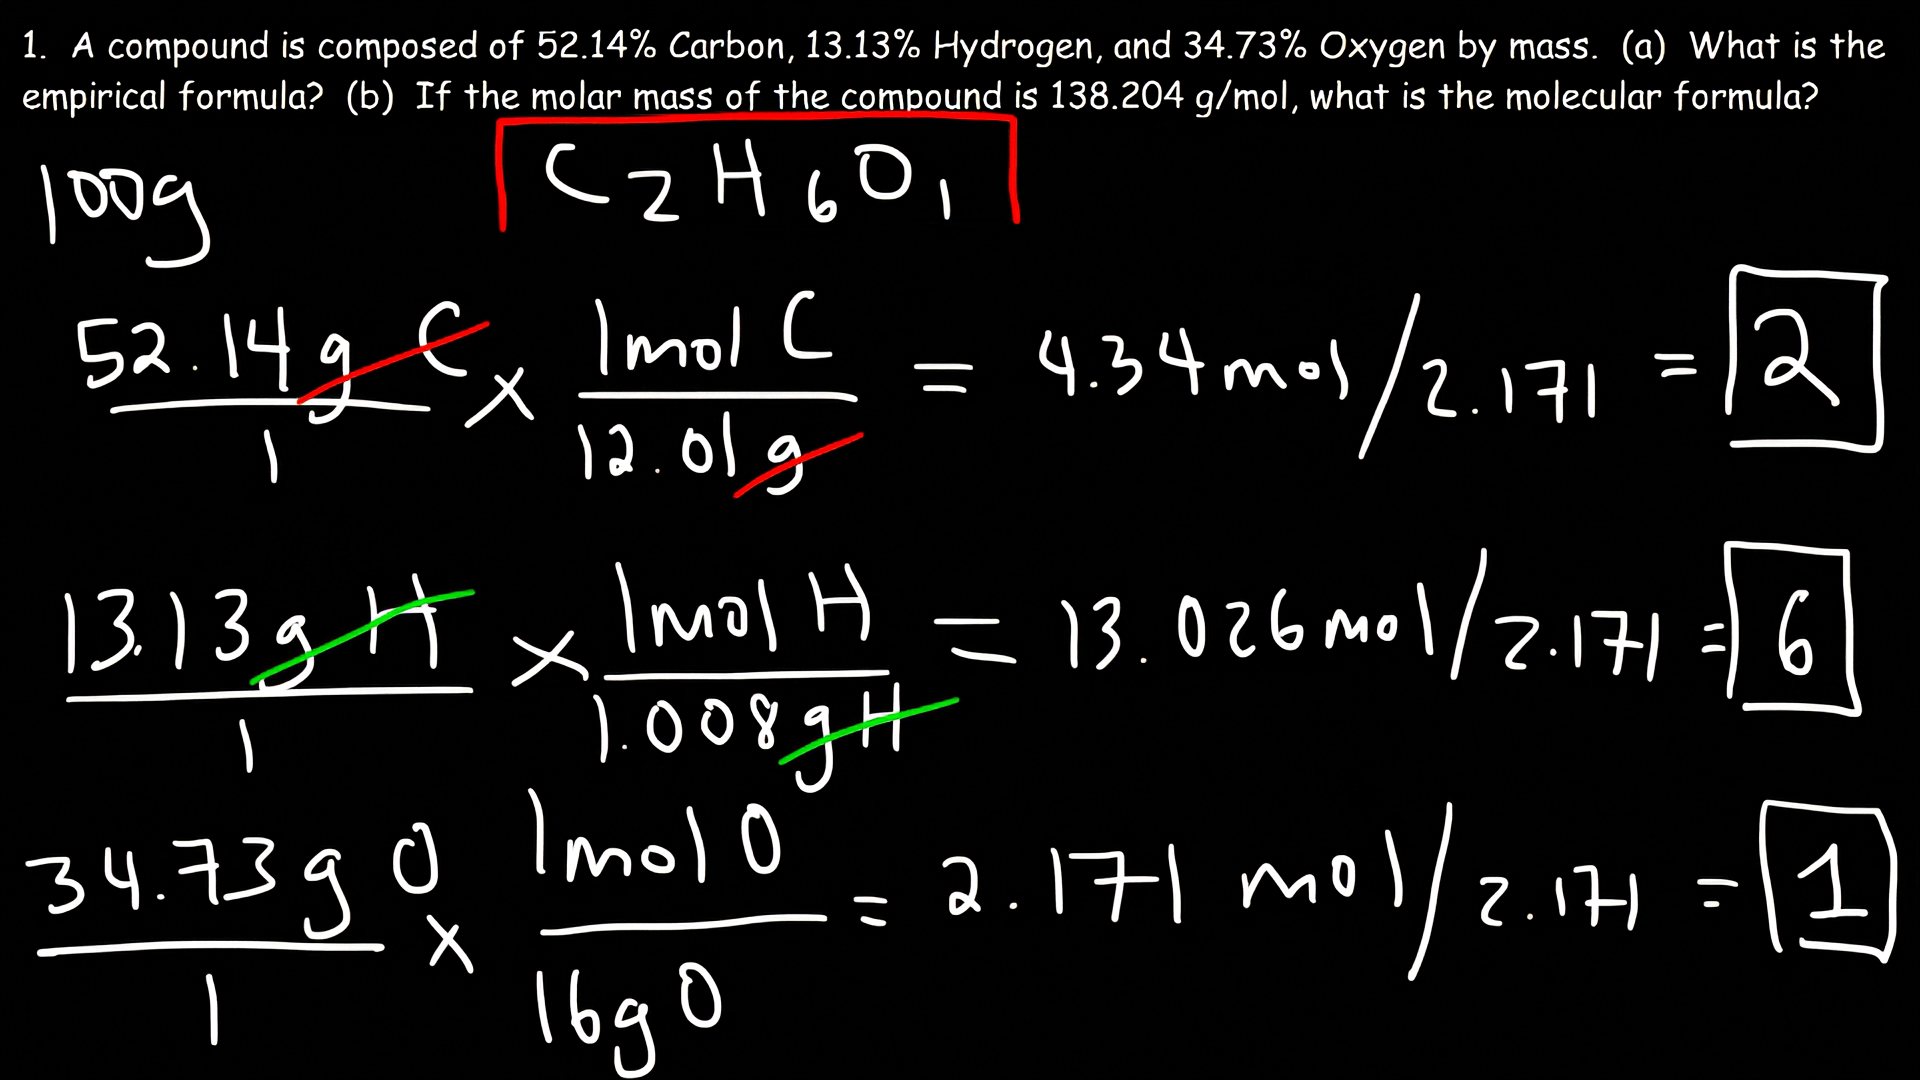 1. A compound is composed of 52.14% Carbon, 13.13% Hydrogen, and 34.73% Oxygen by mass. (a) What is the
empirical formula? (b) If the molar mass of the compound is 138.204 g/mol, what is the molecular formula?
100g
C2H6O1
52.14g C / 1 x 1mol C / 12.01g = 4.34mol/2.171 = 2
13.13g H / 1 x 1mol H / 1.008gH = 13.026mol/2.171 = 6
34.73g O / 1 x 1mol O / 16gO = 2.171 mol/2.171 = 1